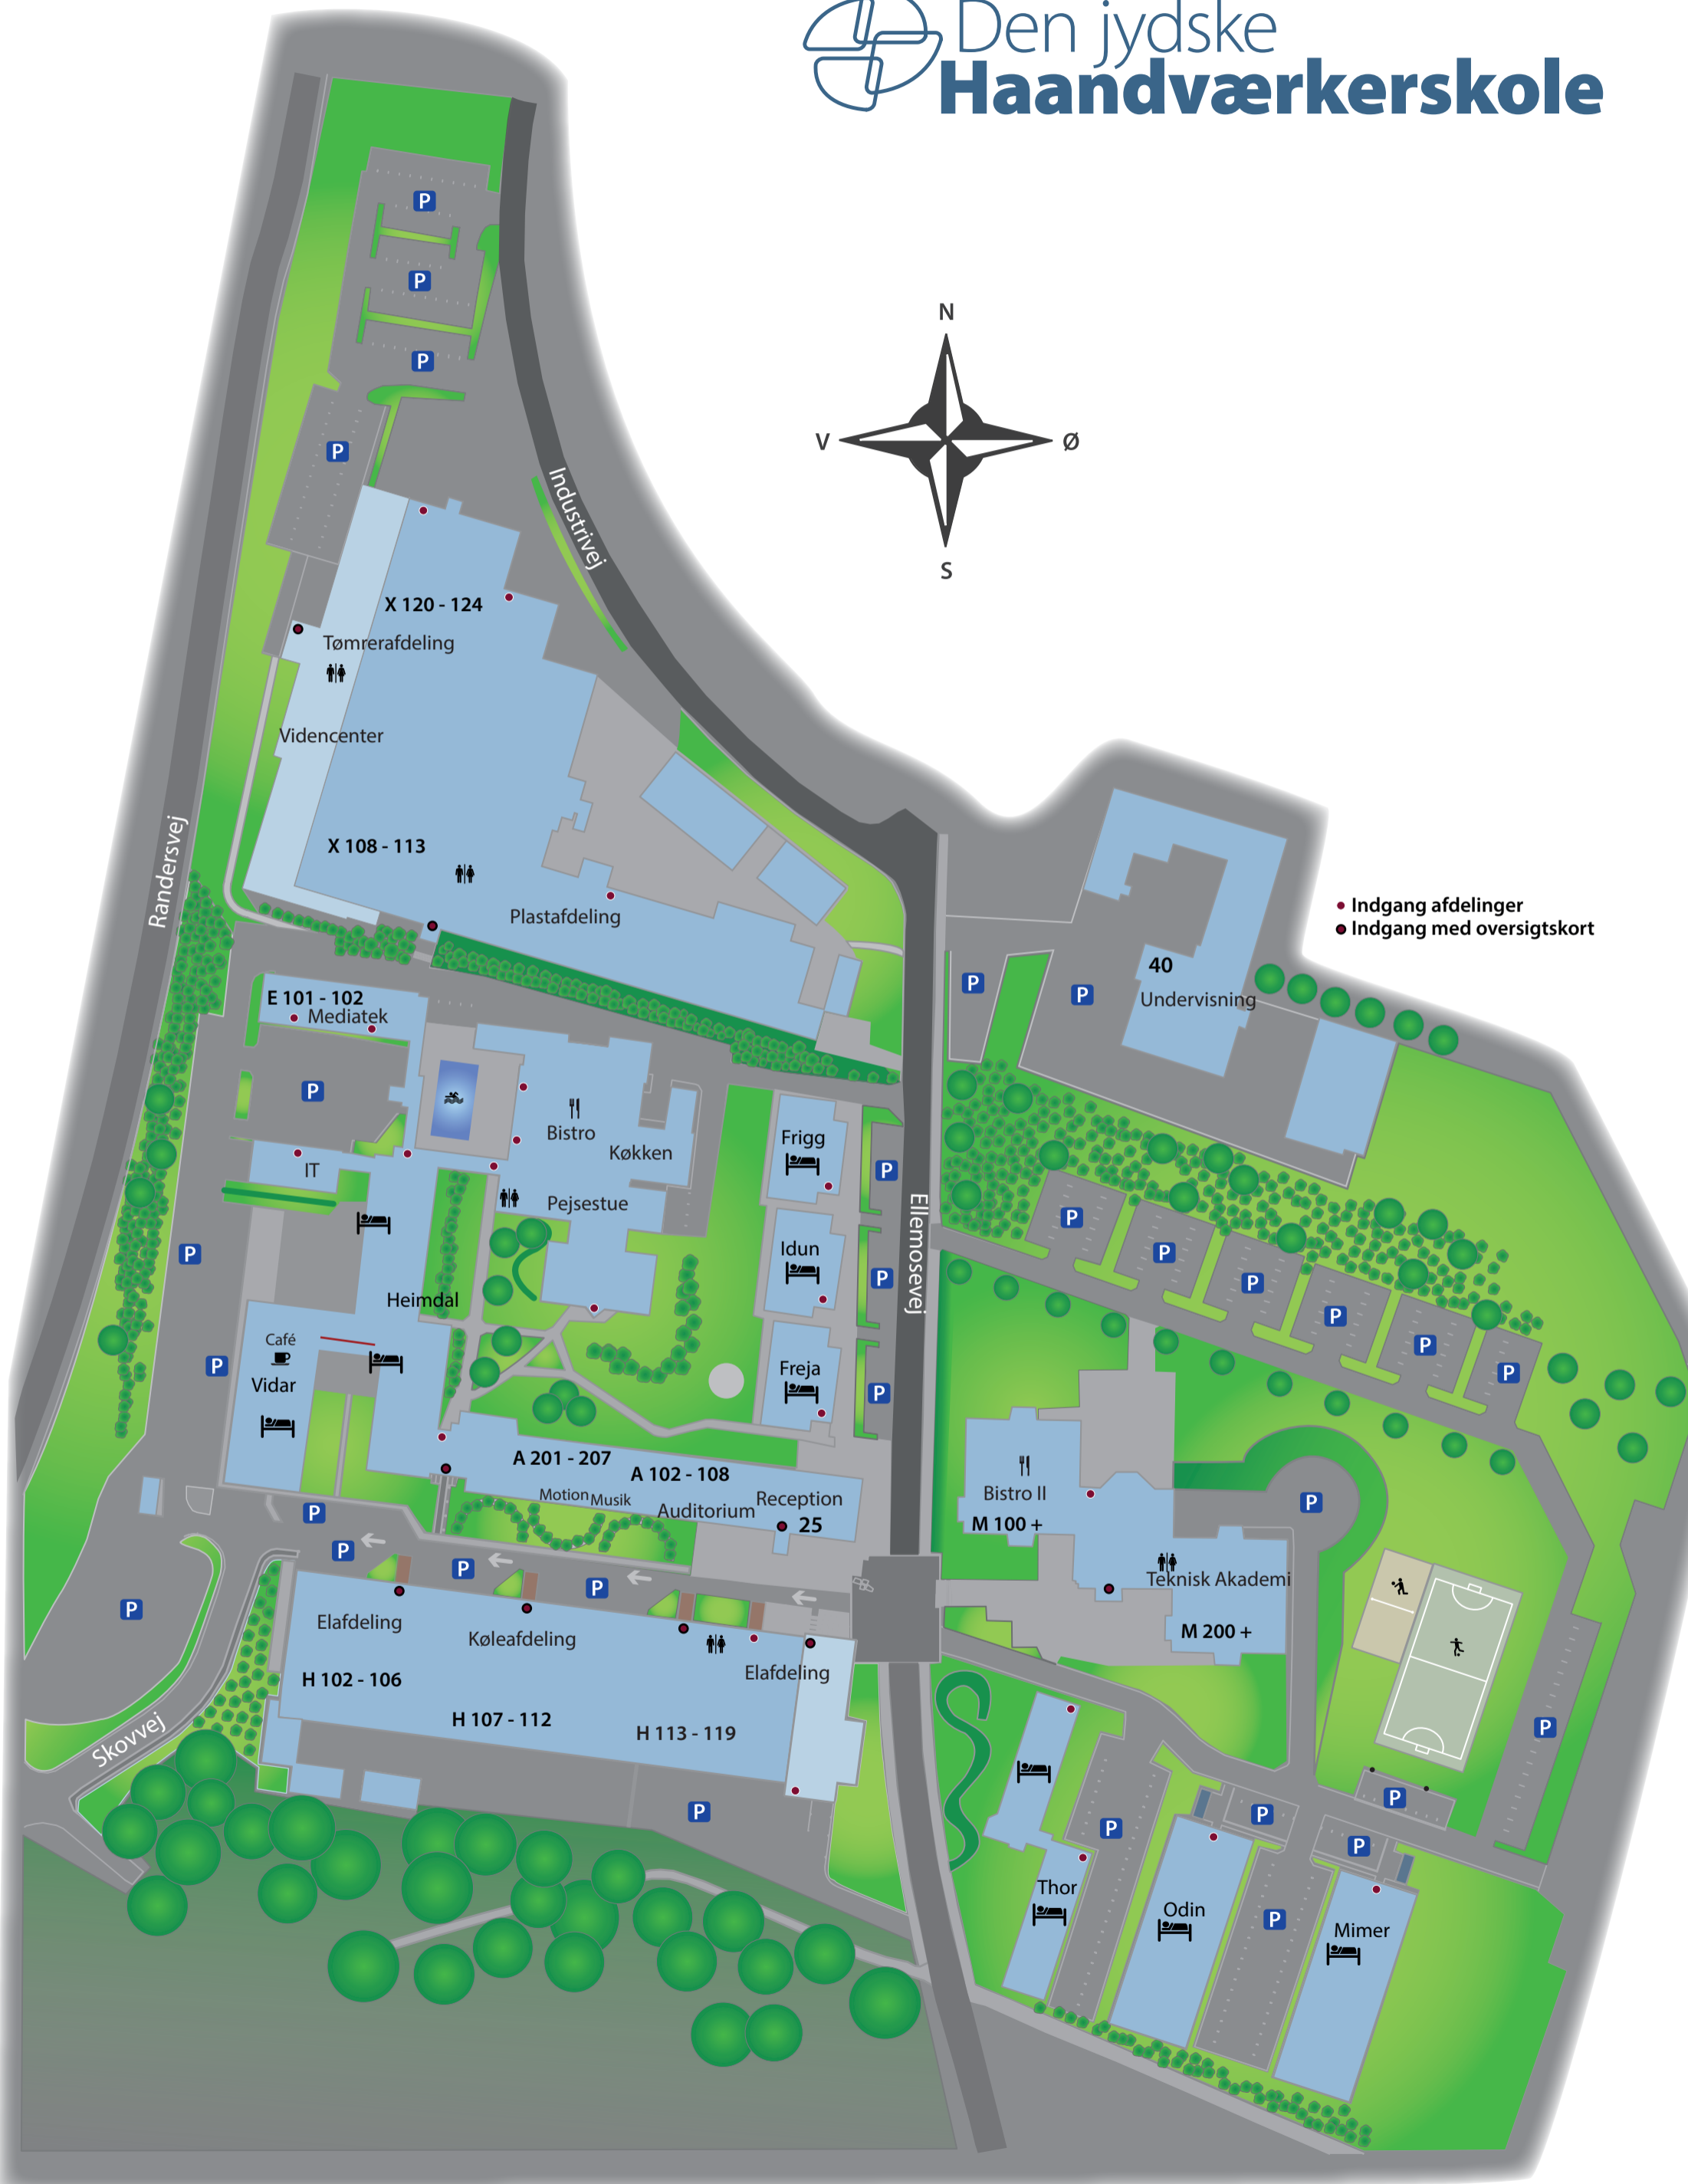 Den jydske
Haandværkerskole
P
P
P
P
N
V
Ø
S
Industrivej
X 120 - 124
Tømrerafdeling
Videncenter
X 108 - 113
Plastafdeling
Randersvej
Indgang afdelinger
Indgang med oversigtskort
40
Undervisning
P
P
E 101 - 102
Mediatek
P
Bistro
Køkken
IT
Pejsestue
Frigg
P
Idun
P
Freja
P
Ellemosevej
P
P
P
P
P
P
P
Heimdal
Café
Vidar
P
A 201 - 207
A 102 - 108
Motion
Musik
Auditorium
Reception
25
Bistro II
M 100 +
P
Teknisk Akademi
M 200 +
P
P
P
P
P
Elafdeling
Køleafdeling
Elafdeling
H 102 - 106
H 107 - 112
H 113 - 119
Skovvej
P
P
P
P
P
P
Thor
Odin
P
Mimer